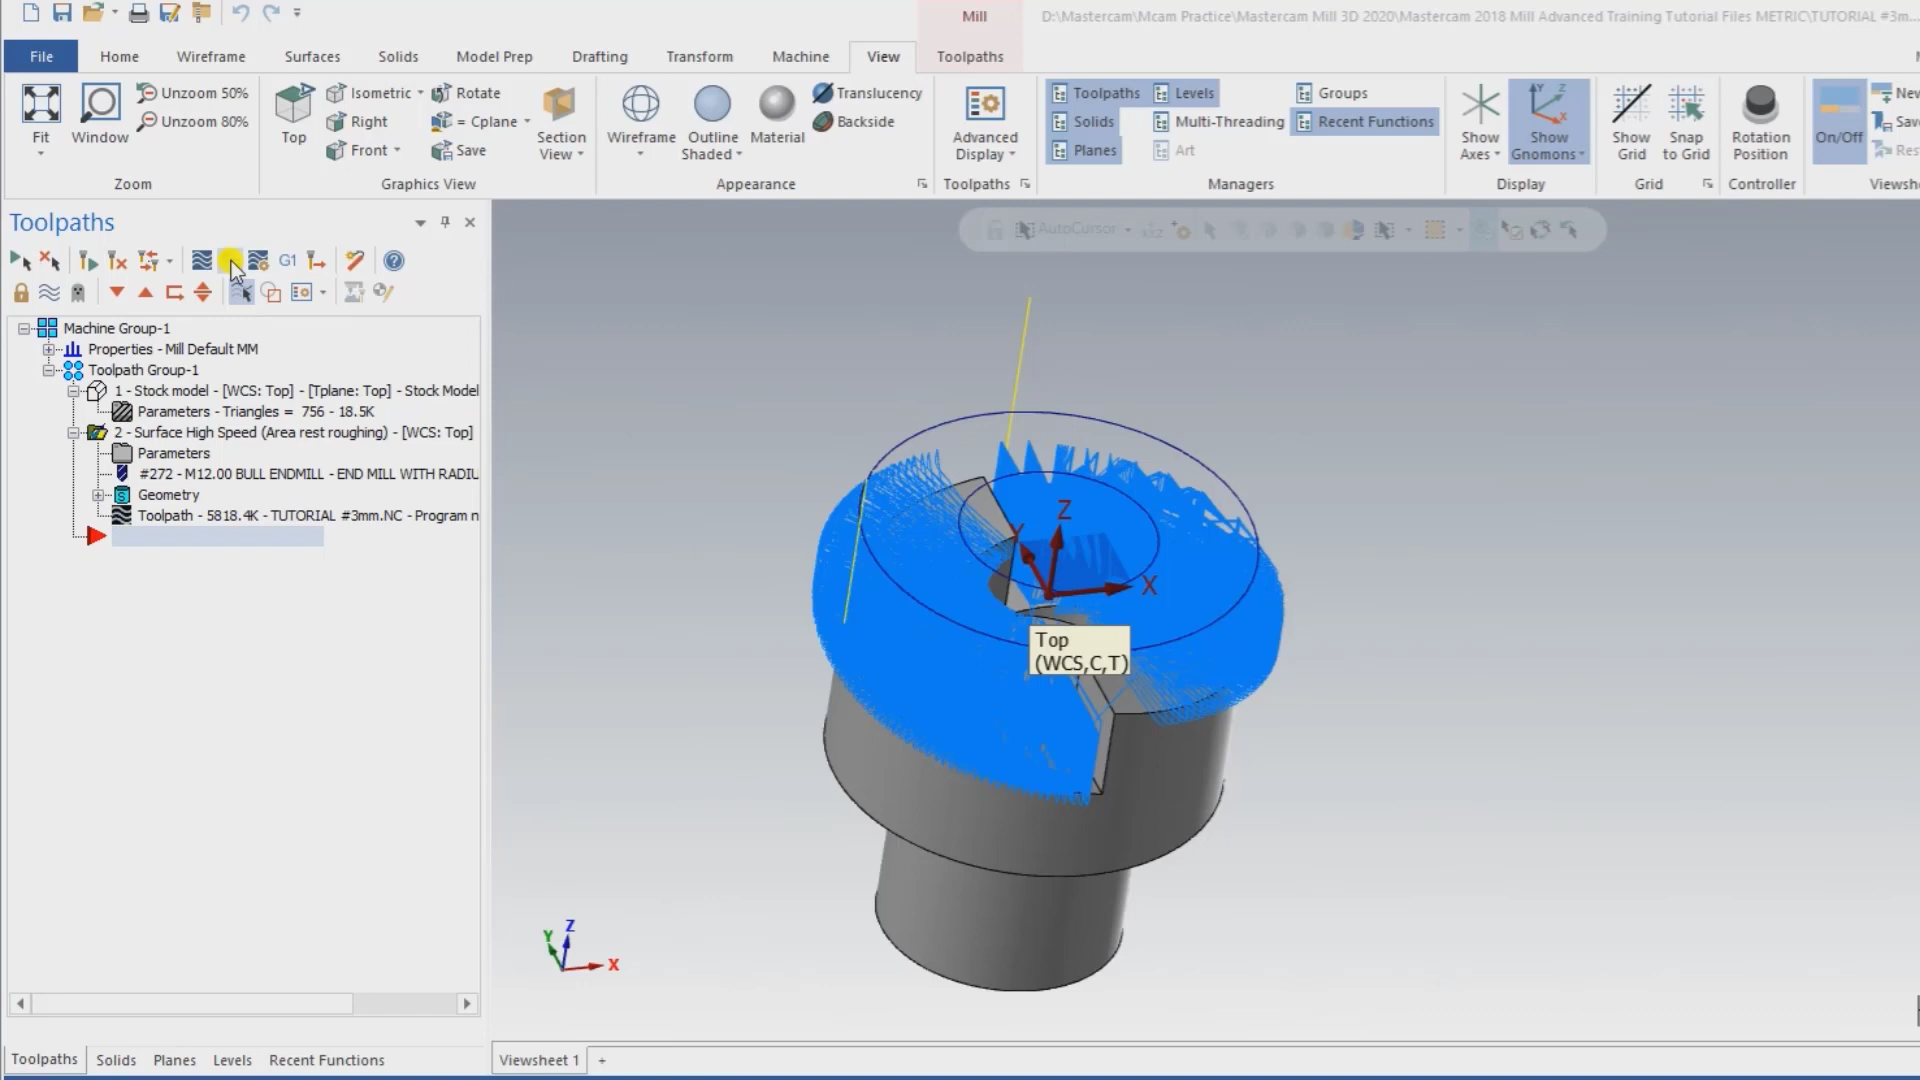 Mill
D:\Mastercam\Mcam Practice\Mastercam Mill 3D 2020\Mastercam 2018 Mill Advanced Training Tutorial Files METRIC\TUTORIAL #3m...
File Home Wireframe Surfaces Solids Model Prep Drafting Transform Machine View Toolpaths
Unzoom 50% Isometric Rotate Translucency Toolpaths Levels Groups
Unzoom 80% Right = Cplane Backside Solids Multi-Threading Recent Functions
Fit Window Top Front Save Section View Wireframe Outline Shaded Material Advanced Display Planes Art Show Axes Show Gnomons Show Grid Snap to Grid Rotation Position On/Off
Zoom Graphics View Appearance Toolpaths Managers Display Grid Controller
Toolpaths
AutoCursor
G1
Machine Group-1
Properties - Mill Default MM
Toolpath Group-1
1 - Stock model - [WCS: Top] - [Tplane: Top] - Stock Model
Parameters - Triangles = 756 - 18.5K
2 - Surface High Speed (Area rest roughing) - [WCS: Top]
Parameters
#272 - M12.00 BULL ENDMILL - END MILL WITH RADIU
Geometry
Toolpath - 5818.4K - TUTORIAL #3mm.NC - Program n
Z
Y
X
Top
(WCS,C,T)
Z
Y
X
Toolpaths Solids Planes Levels Recent Functions
Viewsheet 1 +